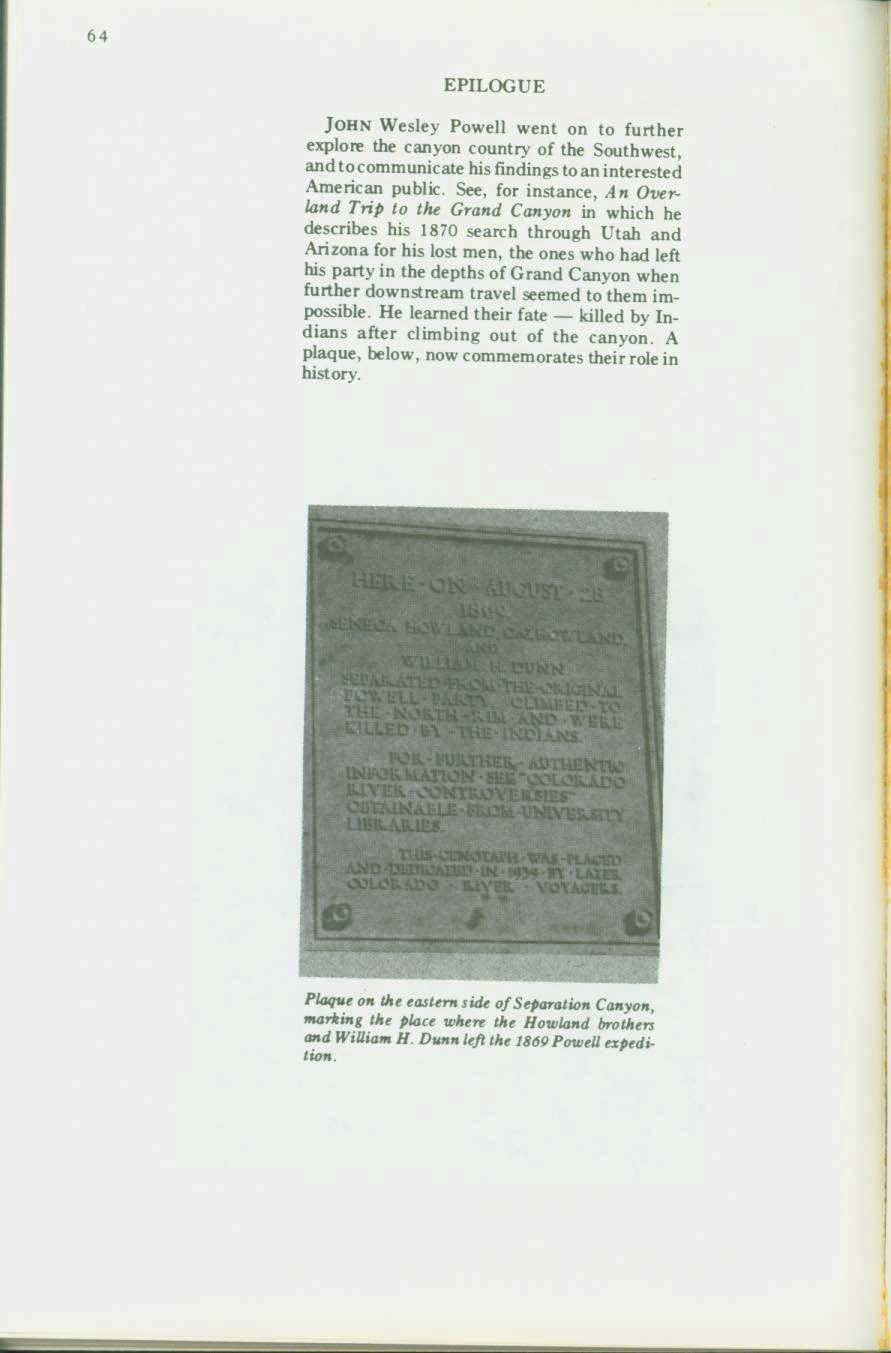 64
EPILOGUE
JOHN Wesley Powell went on to further
explore the canyon country of the Southwest,
and to communicate his findings to an interested
American public. See, for instance, An Over-
land Trip to the Grand Canyon in which he
describes his 1870 search through Utah and
Arizona for his lost men, the ones who had left
his party in the depths of Grand Canyon when
further downstream travel seemed to them im-
possible. He learned their fate — killed by In-
dians after climbing out of the canyon. A
plaque, below, now commemorates their role in
history.
HERE · ON · AUGUST · 28
1869
SENECA HOWLAND, O.G. HOWLAND,
AND
WILLIAM · H. DUNN
SEPARATED · FROM · THE · ORIGINAL
POWELL · PARTY, CLIMBED · TO
THE · NORTH · RIM · AND · WERE
KILLED · BY · THE · INDIANS.
FOR · FURTHER · AUTHENTIC
INFORMATION · SEE "COLORADO
RIVER · CONTROVERSIES"
OBTAINABLE · FROM · UNIVERSITY
LIBRARIES.
THIS · CENOTAPH · WAS · PLACED
AND · DEDICATED · IN · 1939 · BY · LATER
COLORADO · RIVER · VOYAGERS.
Plaque on the eastern side of Separation Canyon,
marking the place where the Howland brothers
and William H. Dunn left the 1869 Powell expedi-
tion.